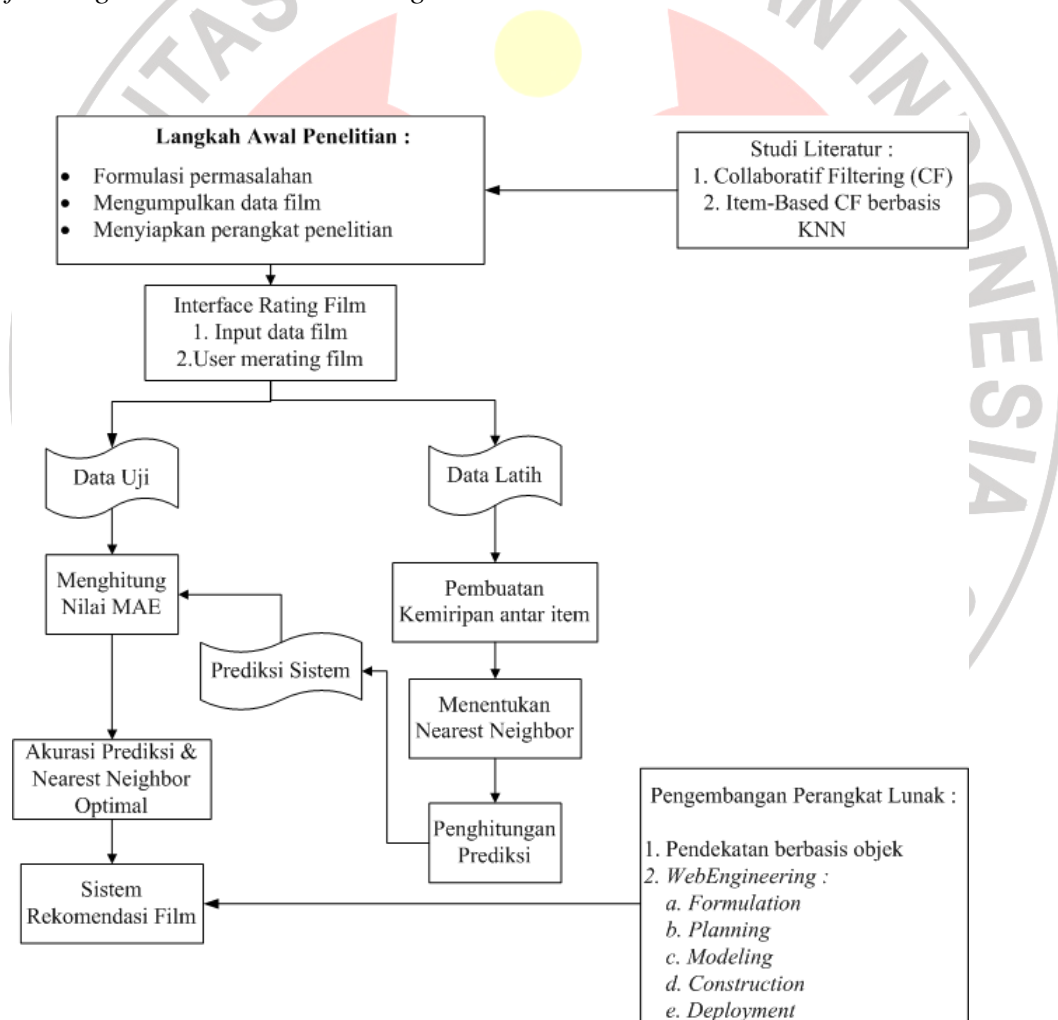 Langkah Awal Penelitian :
• Formulasi permasalahan
• Mengumpulkan data film
• Menyiapkan perangkat penelitian
Studi Literatur :
1. Collaboratif Filtering (CF)
2. Item-Based CF berbasis
KNN
Interface Rating Film
1. Input data film
2.User merating film
Data Uji
Data Latih
Menghitung
Nilai MAE
Pembuatan
Kemiripan antar item
Prediksi Sistem
Menentukan
Nearest Neighbor
Akurasi Prediksi &
Nearest Neighbor
Optimal
Penghitungan
Prediksi
Sistem
Rekomendasi Film
Pengembangan Perangkat Lunak :
1. Pendekatan berbasis objek
2. WebEngineering :
a. Formulation
b. Planning
c. Modeling
d. Construction
e. Deployment